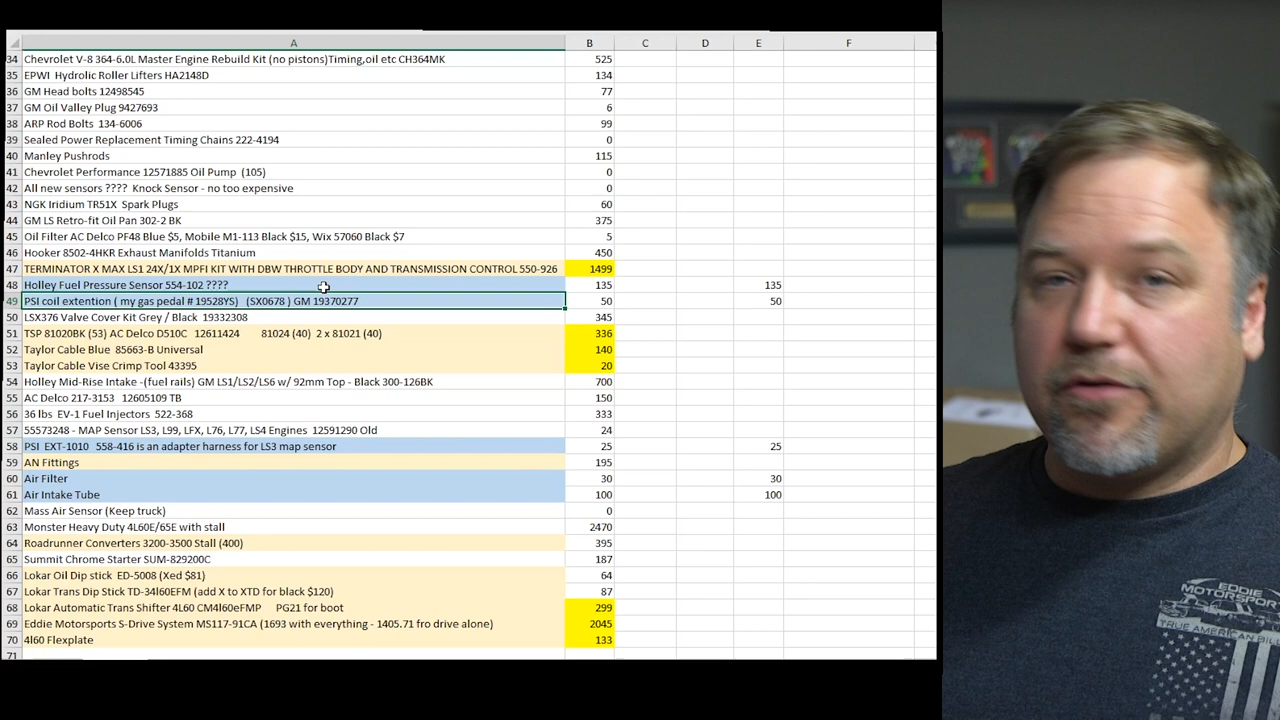 A B C D E F
34 Chevrolet V-8 364-6.0L Master Engine Rebuild Kit (no pistons)Timing,oil etc CH364MK 525
35 EPWI Hydrolic Roller Lifters HA2148D 134
36 GM Head bolts 12498545 77
37 GM Oil Valley Plug 9427693 6
38 ARP Rod Bolts 134-6006 99
39 Sealed Power Replacement Timing Chains 222-4194 0
40 Manley Pushrods 115
41 Chevrolet Performance 12571885 Oil Pump (105) 0
42 All new sensors ???? Knock Sensor - no too expensive 0
43 NGK Iridium TR51X Spark Plugs 60
44 GM LS Retro-fit Oil Pan 302-2 BK 375
45 Oil Filter AC Delco PF48 Blue $5, Mobile M1-113 Black $15, Wix 57060 Black $7 5
46 Hooker 8502-4HKR Exhaust Manifolds Titanium 450
47 TERMINATOR X MAX LS1 24X/1X MPFI KIT WITH DBW THROTTLE BODY AND TRANSMISSION CONTROL 550-926 1499
48 Holley Fuel Pressure Sensor 554-102 ???? 135 135
49 PSI coil extention ( my gas pedal # 19528YS) (SX0678 ) GM 19370277 50 50
50 LSX376 Valve Cover Kit Grey / Black 19332308 345
51 TSP 81020BK (53) AC Delco D510C 12611424 81024 (40) 2 x 81021 (40) 336
52 Taylor Cable Blue 85663-B Universal 140
53 Taylor Cable Vise Crimp Tool 43395 20
54 Holley Mid-Rise Intake -(fuel rails) GM LS1/LS2/LS6 w/ 92mm Top - Black 300-126BK 700
55 AC Delco 217-3153 12605109 TB 150
56 36 lbs EV-1 Fuel Injectors 522-368 333
57 55573248 - MAP Sensor LS3, L99, LFX, L76, L77, LS4 Engines 12591290 Old 24
58 PSI EXT-1010 558-416 is an adapter harness for LS3 map sensor 25 25
59 AN Fittings 195
60 Air Filter 30 30
61 Air Intake Tube 100 100
62 Mass Air Sensor (Keep truck) 0
63 Monster Heavy Duty 4L60E/65E with stall 2470
64 Roadrunner Converters 3200-3500 Stall (400) 395
65 Summit Chrome Starter SUM-829200C 187
66 Lokar Oil Dip stick ED-5008 (Xed $81) 64
67 Lokar Trans Dip Stick TD-34l60EFM (add X to XTD for black $120) 87
68 Lokar Automatic Trans Shifter 4L60 CM4l60eFMP PG21 for boot 299
69 Eddie Motorsports S-Drive System MS117-91CA (1693 with everything - 1405.71 fro drive alone) 2045
70 4l60 Flexplate 133
71
EDDIE
MOTORSPORTS
TRUE AMERICAN BIL